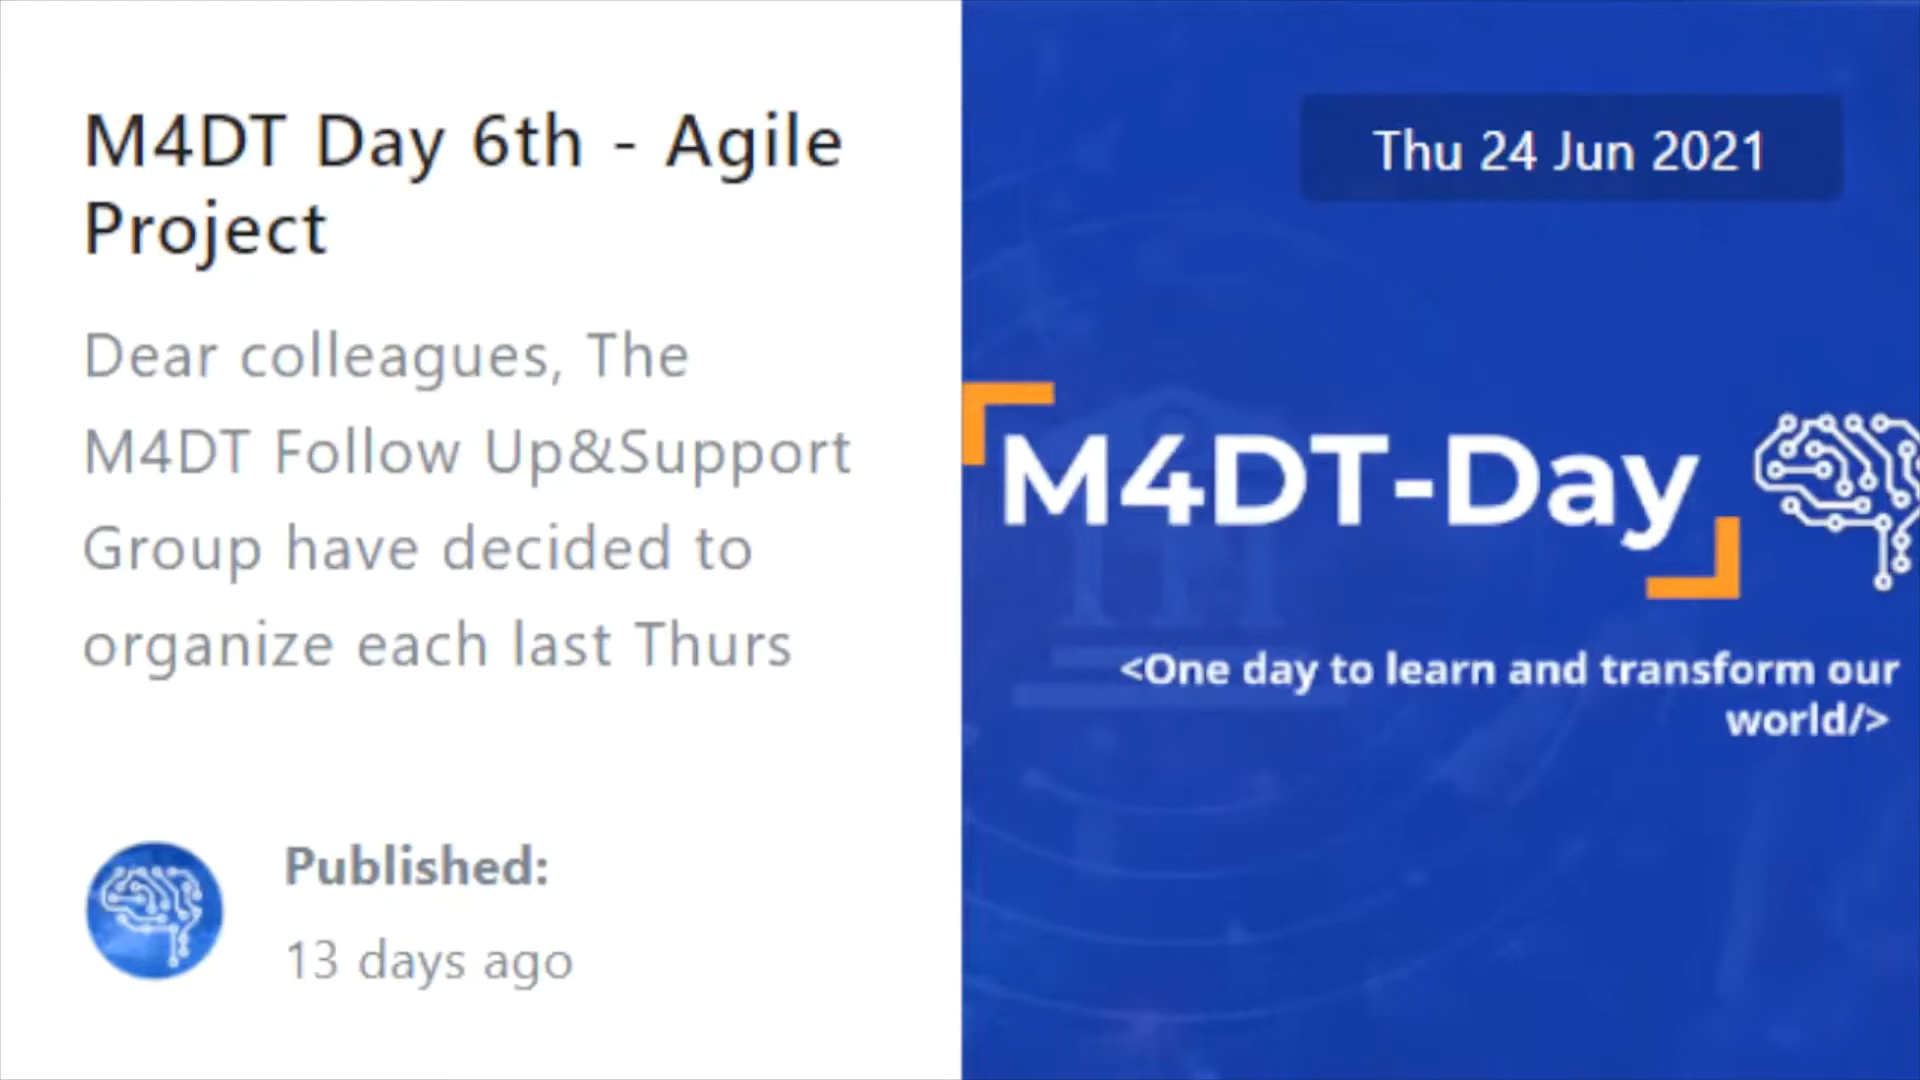 M4DT Day 6th - Agile
Project
Dear colleagues, The
M4DT Follow Up&Support
Group have decided to
organize each last Thurs
Published:
13 days ago
Thu 24 Jun 2021
M4DT-Day
<One day to learn and transform our
world/>